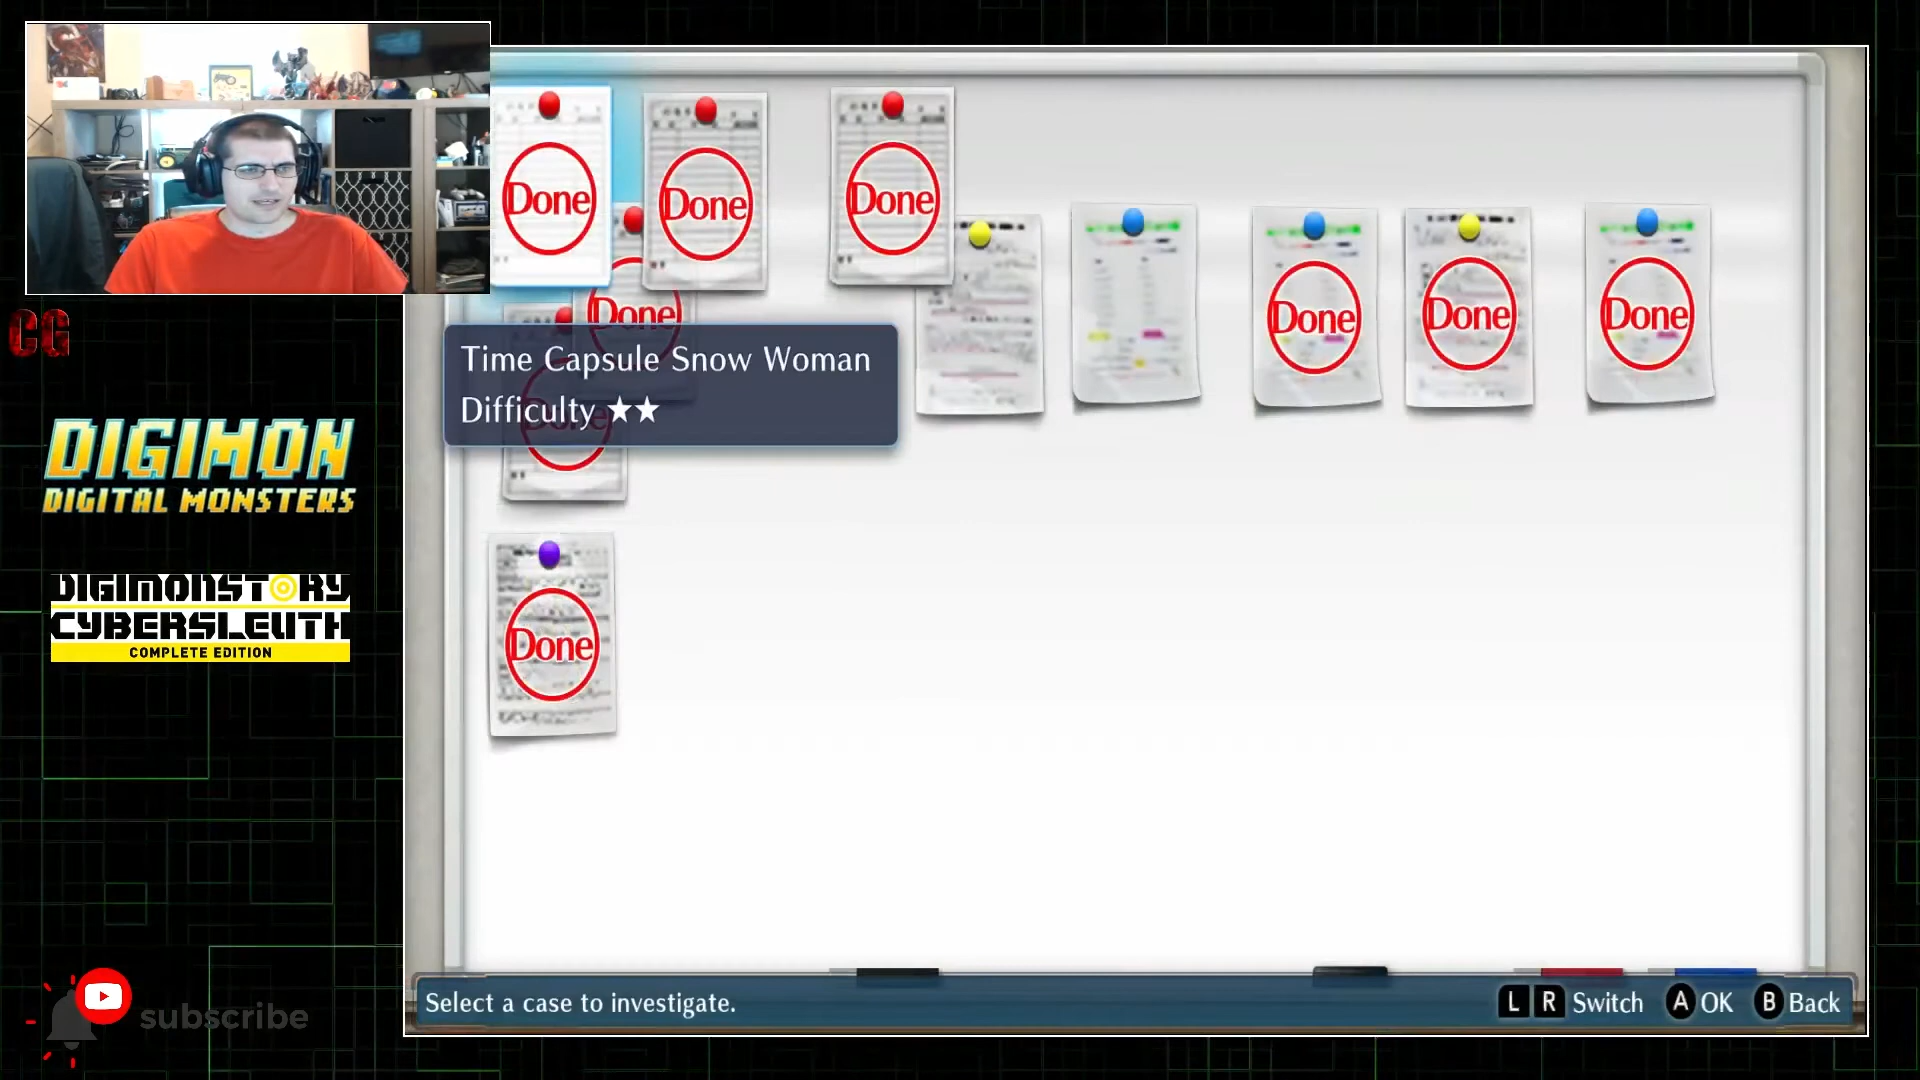 Done
Done
Done
Done
Done
Done
Done
Time Capsule Snow Woman
Difficulty ★★
Done
Done
CG
DIGIMON
DIGITAL MONSTERS
DIGIMONSTORY
CYBERSLEUTH
COMPLETE EDITION
subscribe
Select a case to investigate.
L R Switch A OK B Back